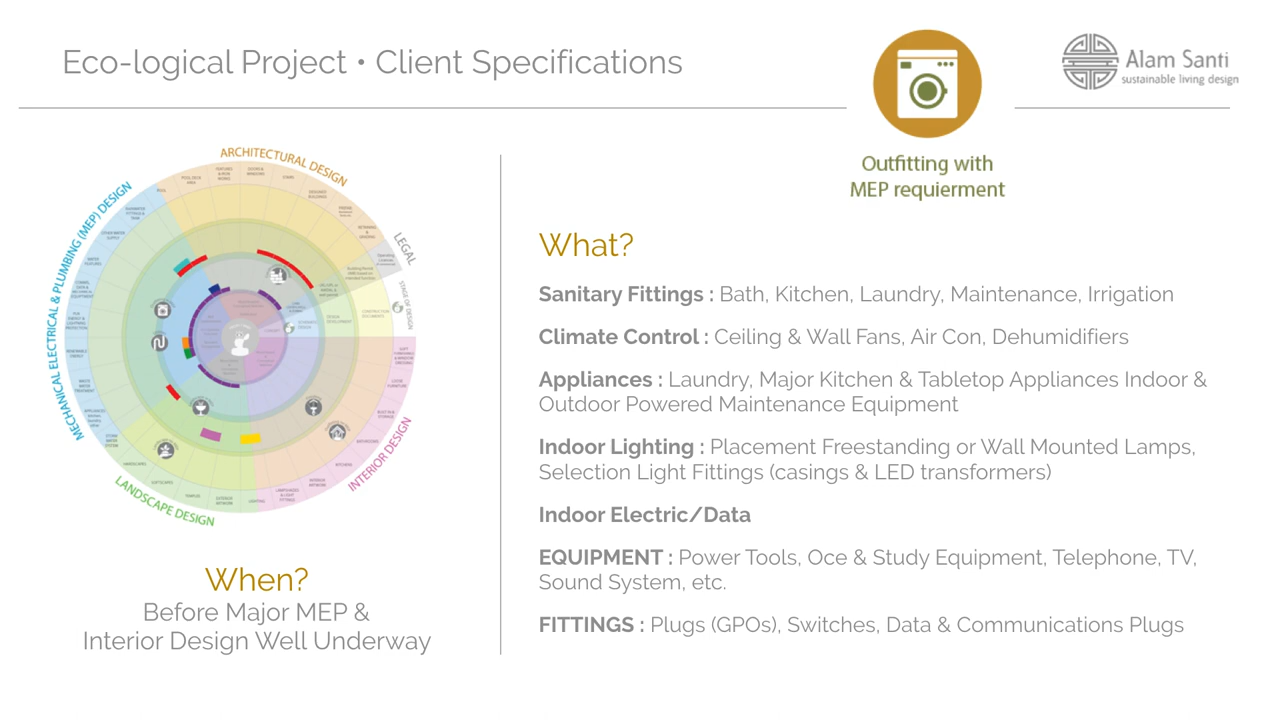 Eco-logical Project • Client Specifications
Alam Santi
sustainable living design
Outfitting with
MEP requierment
ARCHITECTURAL DESIGN
MECHANICAL ELECTRICAL & PLUMBING (MEP) DESIGN
LEGAL
STAGE OF DESIGN
INTERIOR DESIGN
LANDSCAPE DESIGN
When?
Before Major MEP &
Interior Design Well Underway
What?
Sanitary Fittings : Bath, Kitchen, Laundry, Maintenance, Irrigation
Climate Control : Ceiling & Wall Fans, Air Con, Dehumidifiers
Appliances : Laundry, Major Kitchen & Tabletop Appliances Indoor &
Outdoor Powered Maintenance Equipment
Indoor Lighting : Placement Freestanding or Wall Mounted Lamps,
Selection Light Fittings (casings & LED transformers)
Indoor Electric/Data
EQUIPMENT : Power Tools, Oce & Study Equipment, Telephone, TV,
Sound System, etc.
FITTINGS : Plugs (GPOs), Switches, Data & Communications Plugs